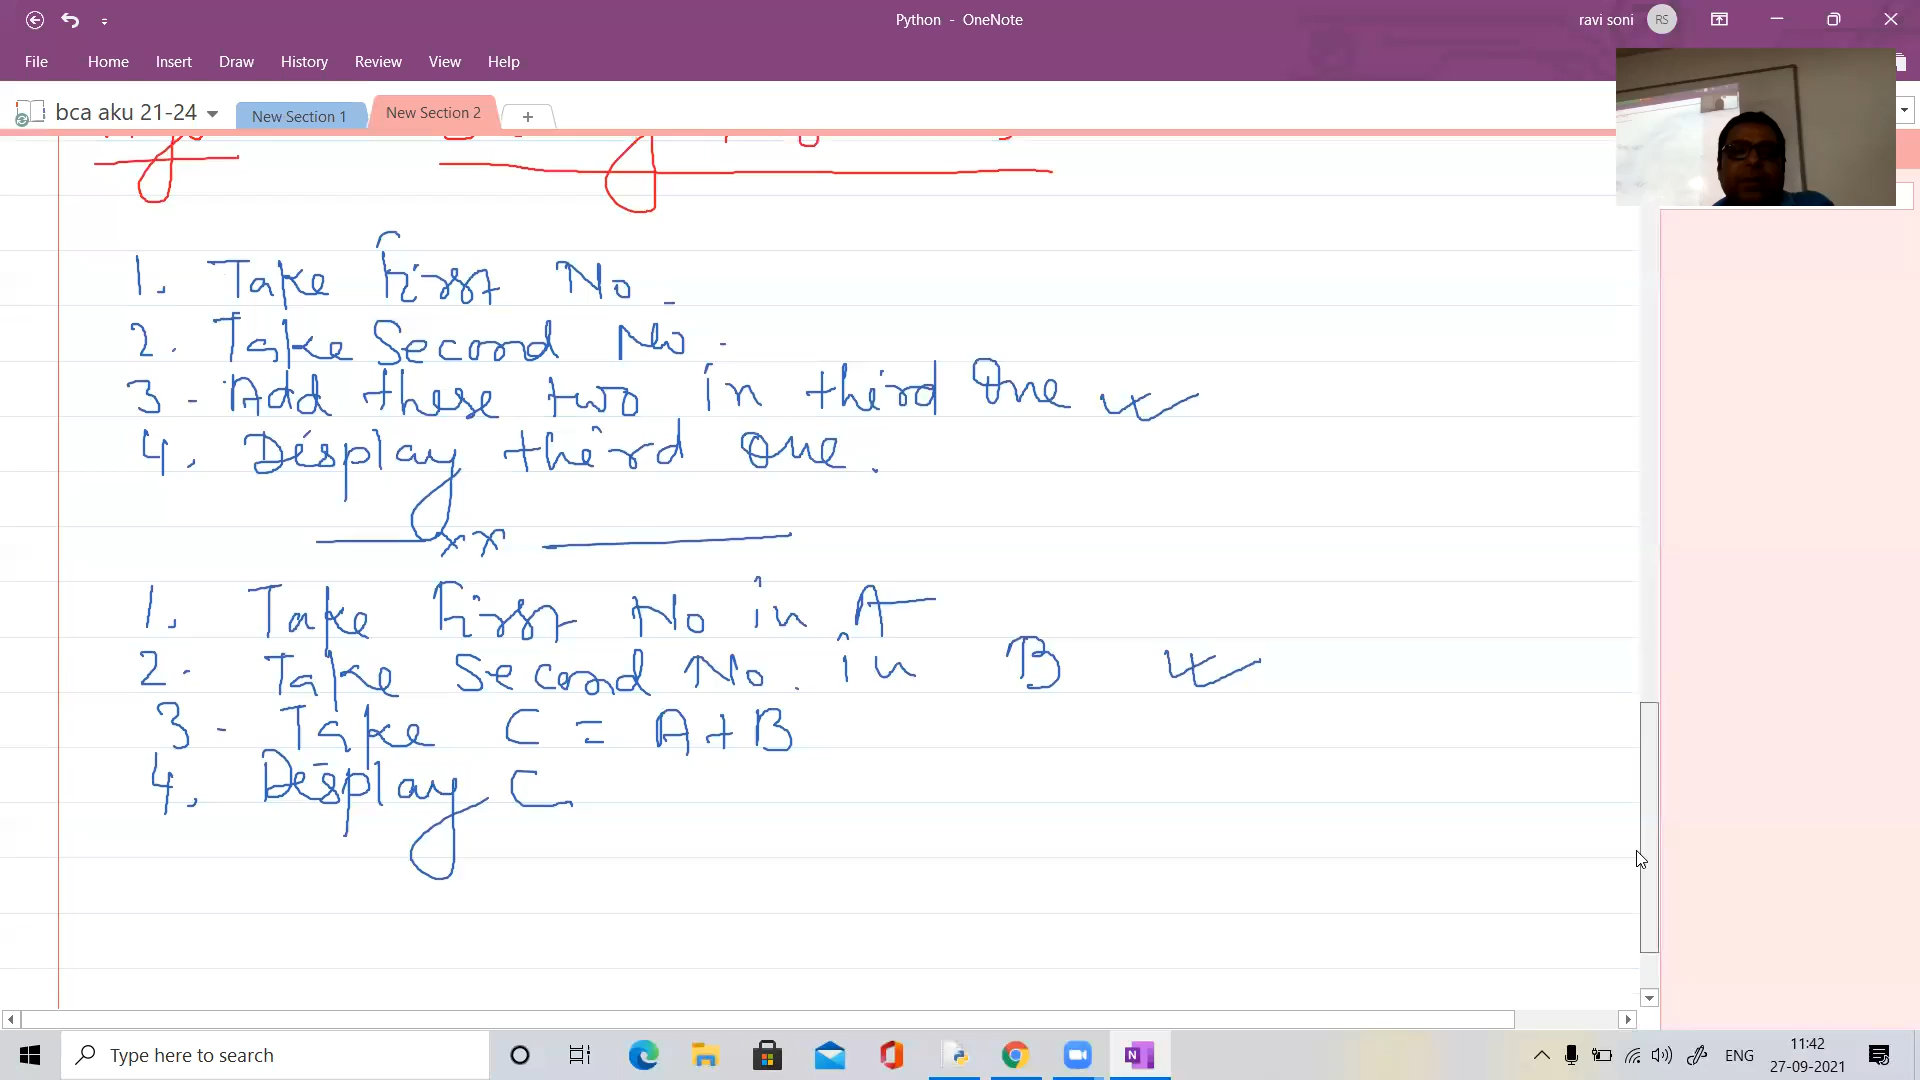 Python - OneNote
ravi soni RS
File Home Insert Draw History Review View Help
bca aku 21-24 New Section 1 New Section 2 +
1. Take First No.
2. Take Second No.
3. Add these two in third One
4. Display third One.
xx
1. Take First No in A
2. Take Second No. in B
3. Take C = A+B
4. Display C
Type here to search
ENG
11:42
27-09-2021